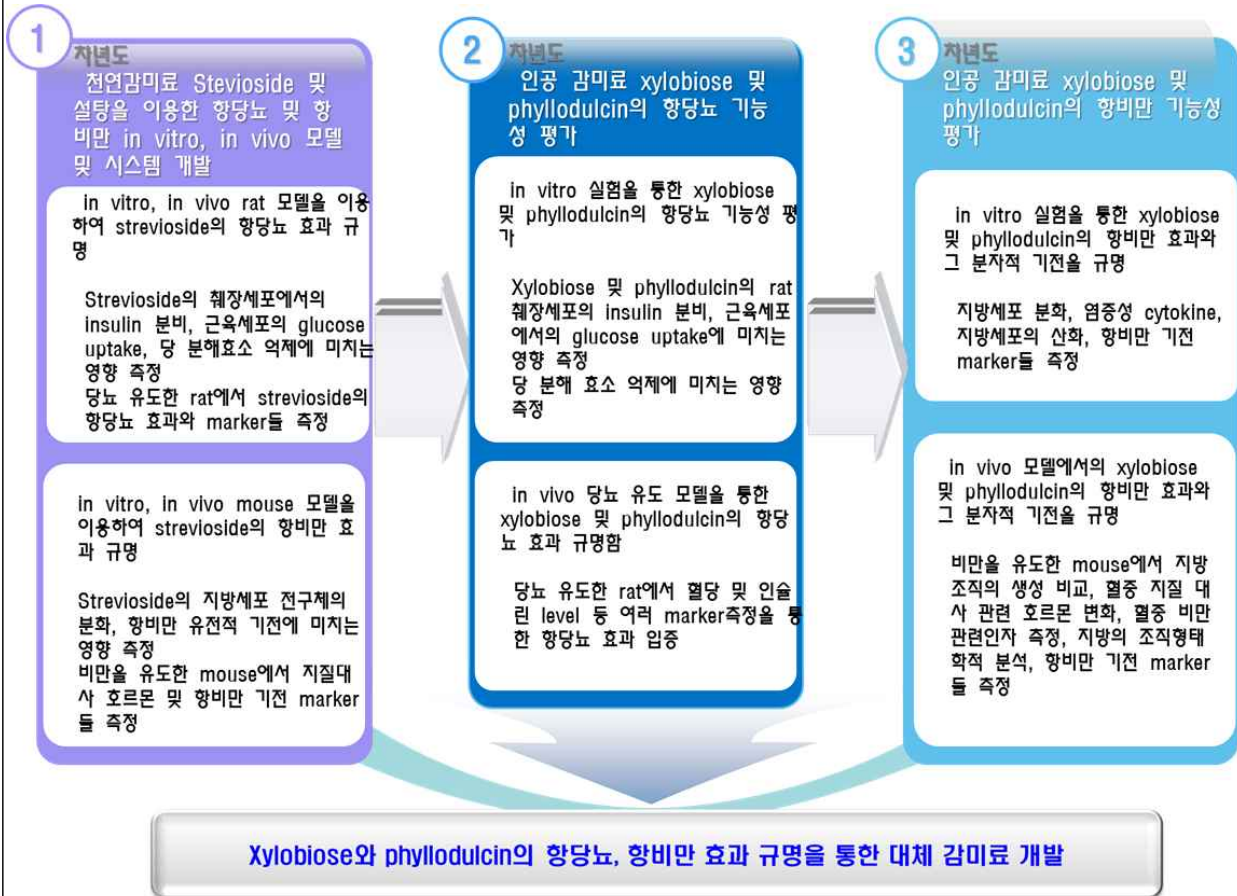 1
차년도
천연감미료 Stevioside 및
설탕을 이용한 항당뇨 및 항
비만 in vitro, in vivo 모델
및 시스템 개발
in vitro, in vivo rat 모델을 이용
하여 strevioside의 항당뇨 효과 규
명
Strevioside의 췌장세포에서의
insulin 분비, 근육세포의 glucose
uptake, 당 분해효소 억제에 미치는
영향 측정
당뇨 유도한 rat에서 strevioside의
항당뇨 효과와 marker들 측정
in vitro, in vivo mouse 모델을
이용하여 strevioside의 항비만 효
과 규명
Strevioside의 지방세포 전구체의
분화, 항비만 유전적 기전에 미치는
영향 측정
비만을 유도한 mouse에서 지질대
사 호르몬 및 항비만 기전 marker
들 측정
2
차년도
인공 감미료 xylobiose 및
phyllodulcin의 항당뇨 기능
성 평가
in vitro 실험을 통한 xylobiose
및 phyllodulcin의 항당뇨 기능성 평
가
Xylobiose 및 phyllodulcin의 rat
췌장세포의 insulin 분비, 근육세포
에서의 glucose uptake에 미치는
영향 측정
당 분해 효소 억제에 미치는 영향
측정
in vivo 당뇨 유도 모델을 통한
xylobiose 및 phyllodulcin의 항당
뇨 효과 규명함
당뇨 유도한 rat에서 혈당 및 인슐
린 level 등 여러 marker측정을 통
한 항당뇨 효과 입증
3
차년도
인공 감미료 xylobiose 및
phyllodulcin의 항비만 기능성
평가
in vitro 실험을 통한 xylobiose
및 phyllodulcin의 항비만 효과와
그 분자적 기전을 규명
지방세포 분화, 염증성 cytokine,
지방세포의 산화, 항비만 기전
marker들 측정
in vivo 모델에서의 xylobiose
및 phyllodulcin의 항비만 효과와
그 분자적 기전을 규명
비만을 유도한 mouse에서 지방
조직의 생성 비교, 혈중 지질 대
사 관련 호르몬 변화, 혈중 비만
관련인자 측정, 지방의 조직형태
학적 분석, 항비만 기전 marker
들 측정
Xylobiose와 phyllodulcin의 항당뇨, 항비만 효과 규명을 통한 대체 감미료 개발